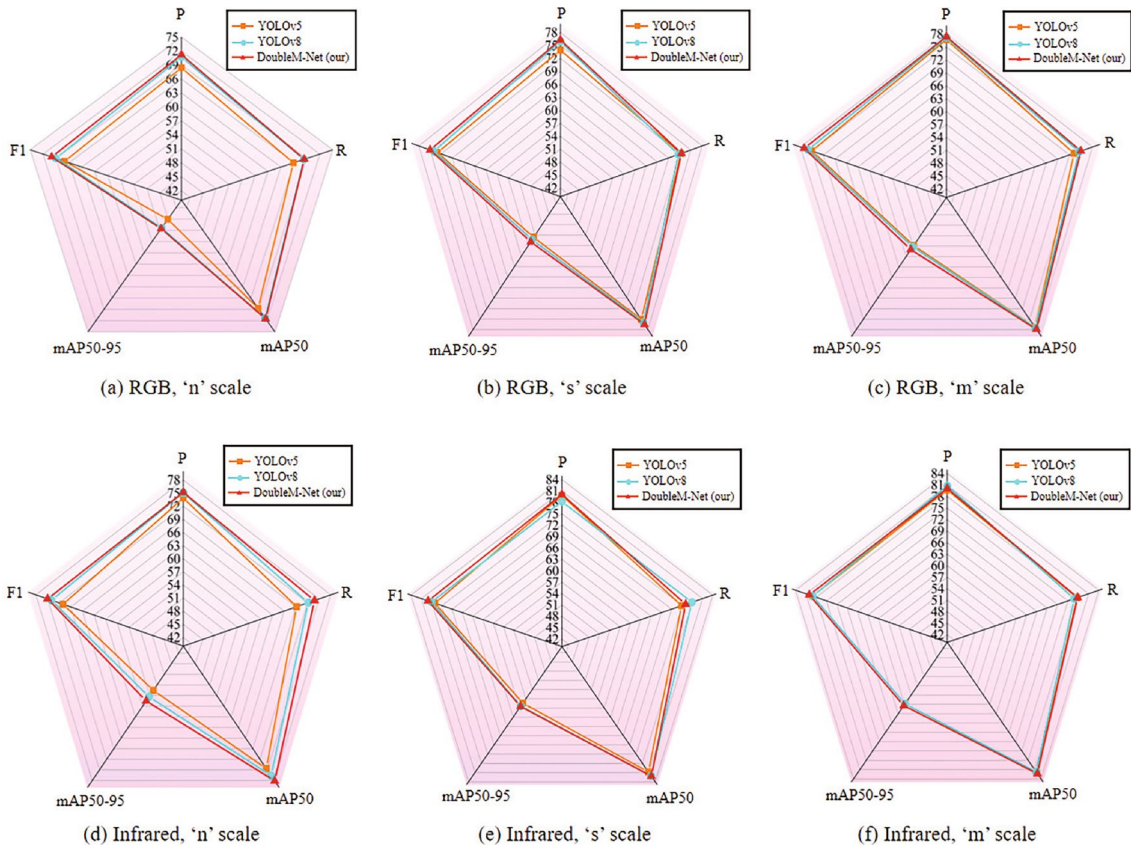 P
75
72
69
66
63
60
57
54
51
48
45
42
YOLOv5
YOLOv8
DoubleM-Net (our)
F1
R
mAP50-95
mAP50
(a) RGB, ‘n’ scale
P
78
75
72
69
66
63
60
57
54
51
48
45
42
YOLOv5
YOLOv8
DoubleM-Net (our)
F1
R
mAP50-95
mAP50
(b) RGB, ‘s’ scale
P
78
75
72
69
66
63
60
57
54
51
48
45
42
YOLOv5
YOLOv8
DoubleM-Net (our)
F1
R
mAP50-95
mAP50
(c) RGB, ‘m’ scale
P
78
75
72
69
66
63
60
57
54
51
48
45
42
YOLOv5
YOLOv8
DoubleM-Net (our)
F1
R
mAP50-95
mAP50
(d) Infrared, ‘n’ scale
P
84
81
78
75
72
69
66
63
60
57
54
51
48
45
42
YOLOv5
YOLOv8
DoubleM-Net (our)
F1
R
mAP50-95
mAP50
(e) Infrared, ‘s’ scale
P
84
81
78
75
72
69
66
63
60
57
54
51
48
45
42
YOLOv5
YOLOv8
DoubleM-Net (our)
F1
R
mAP50-95
mAP50
(f) Infrared, ‘m’ scale